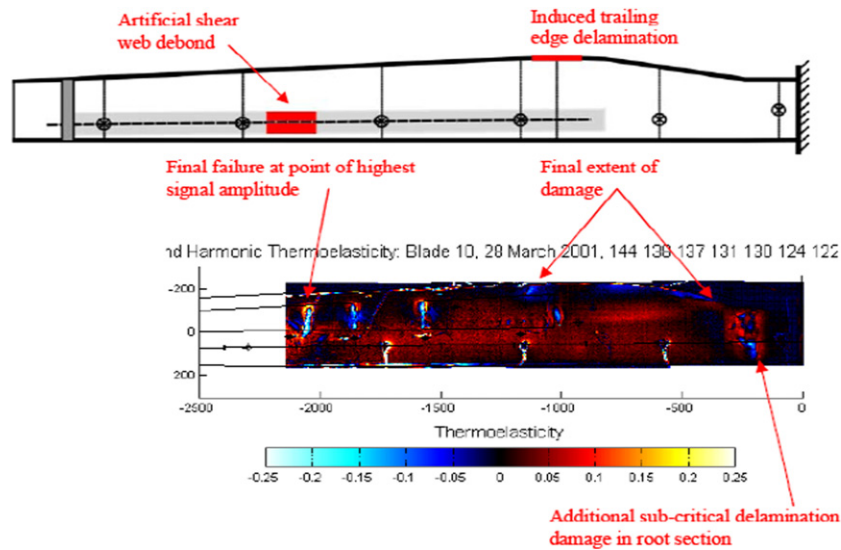 Artificial shear
web debond
Induced trailing
edge delamination
Final failure at point of highest
signal amplitude
Final extent of
damage
nd Harmonic Thermoelasticity: Blade 10, 28 March 2001, 144 138 137 131 130 124 122
-200
0
200
-2500
-2000
-1500
-1000
-500
0
Thermoelasticity
-0.25
-0.2
-0.15
-0.1
-0.05
0
0.05
0.1
0.15
0.2
0.25
Additional sub-critical delamination
damage in root section